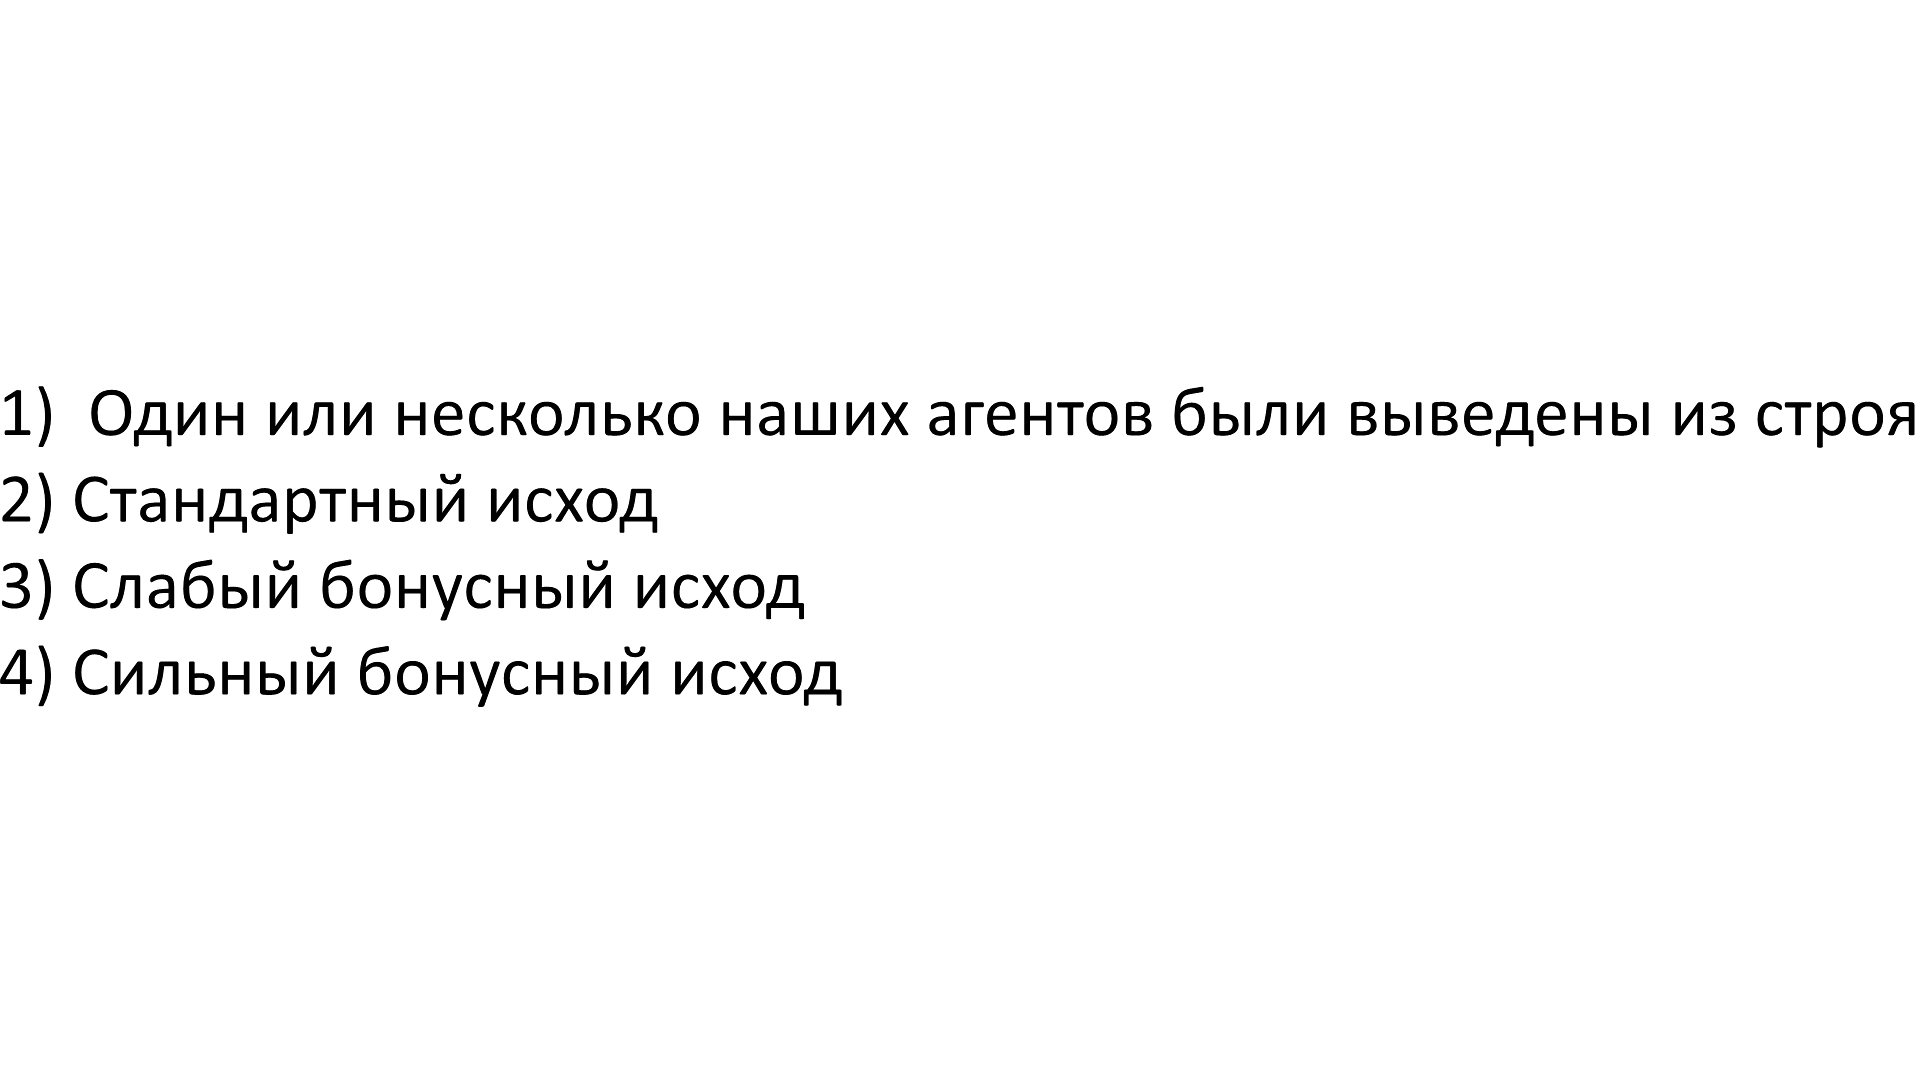 1)  Один или несколько наших агентов были выведены из строя
2) Стандартный исход
3) Слабый бонусный исход
4) Сильный бонусный исход